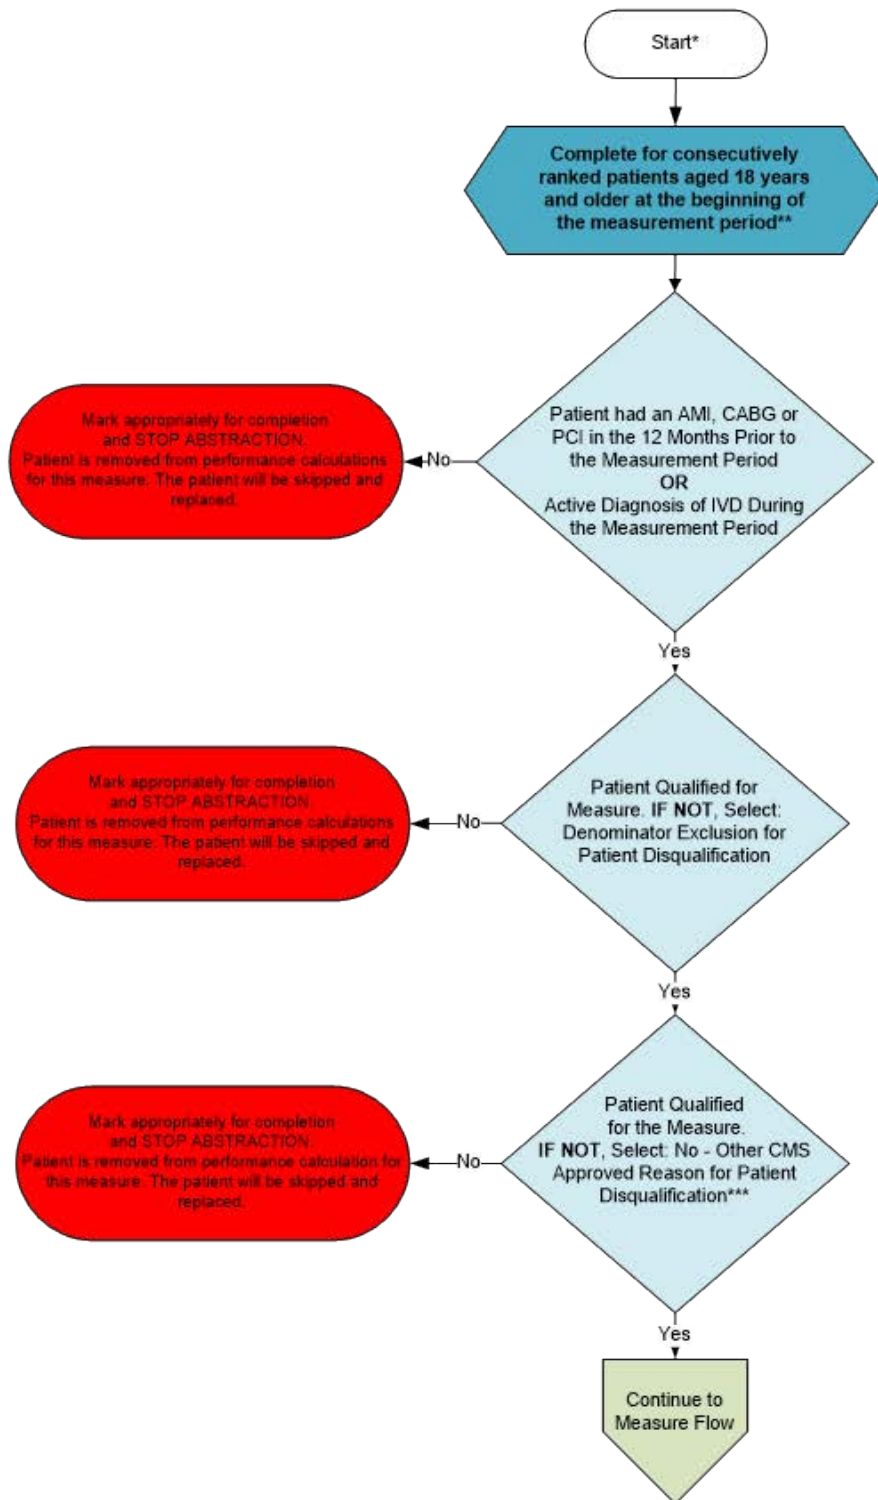 Start*
Complete for consecutively
ranked patients aged 18 years
and older at the beginning of
the measurement period**
Patient had an AMI, CABG or
PCI in the 12 Months Prior to
the Measurement Period
OR
Active Diagnosis of IVD During
the Measurement Period
No
Mark appropriately for completion
and STOP ABSTRACTION.
Patient is removed from performance calculations
for this measure. The patient will be skipped and
replaced.
Yes
Patient Qualified for
Measure. IF NOT, Select:
Denominator Exclusion for
Patient Disqualification
No
Mark appropriately for completion
and STOP ABSTRACTION.
Patient is removed from performance calculations
for this measure. The patient will be skipped and
replaced.
Yes
Patient Qualified
for the Measure.
IF NOT, Select: No - Other CMS
Approved Reason for Patient
Disqualification***
No
Mark appropriately for completion
and STOP ABSTRACTION.
Patient is removed from performance calculation for
this measure. The patient will be skipped and
replaced.
Yes
Continue to
Measure Flow